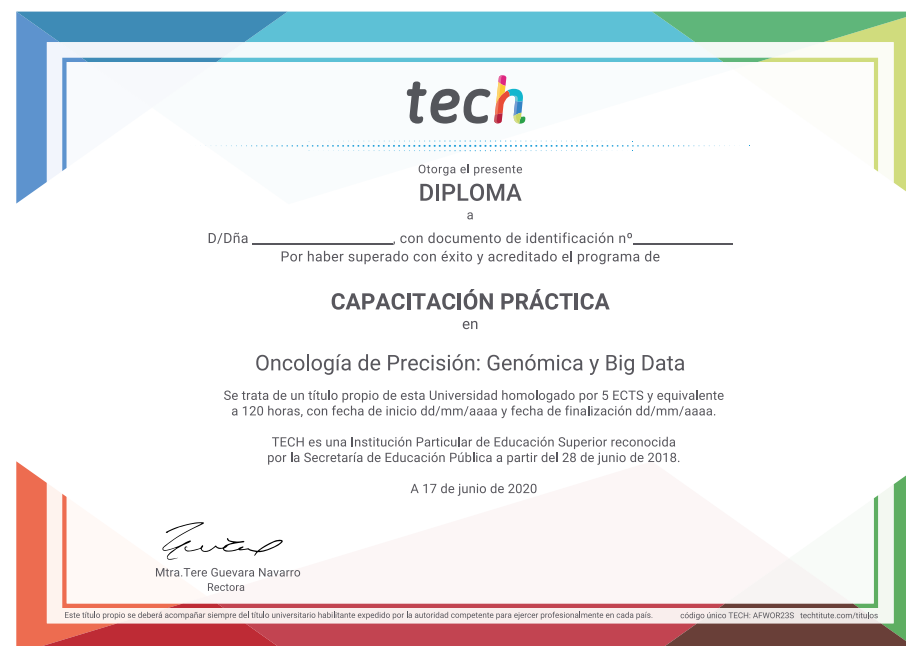 tech
Otorga el presente
DIPLOMA
a
D/Dña ________________, con documento de identificación nº____________
Por haber superado con éxito y acreditado el programa de
CAPACITACIÓN PRÁCTICA
en
Oncología de Precisión: Genómica y Big Data
Se trata de un título propio de esta Universidad homologado por 5 ECTS y equivalente
a 120 horas, con fecha de inicio dd/mm/aaaa y fecha de finalización dd/mm/aaaa.
TECH es una Institución Particular de Educación Superior reconocida
por la Secretaría de Educación Pública a partir del 28 de junio de 2018.
A 17 de junio de 2020
Mtra.Tere Guevara Navarro
Rectora
Este título propio se deberá acompañar siempre del título universitario habilitante expedido por la autoridad competente para ejercer profesionalmente en cada país. código único TECH: AFWOR23S techtitute.com/titulos